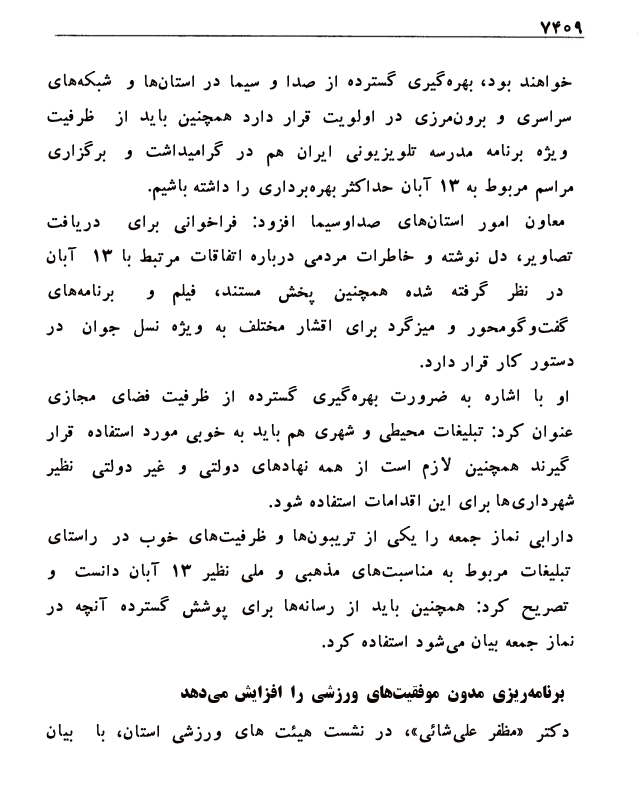 ۷۴۰۹
خواهند بود، بهره‌گیری گسترده از صدا و سیما در استان‌ها و شبکه‌های
سراسری و برون‌مرزی در اولویت قرار دارد همچنین باید از ظرفیت
ویژه برنامه مدرسه تلویزیونی ایران هم در گرامیداشت و برگزاری
مراسم مربوط به ۱۳ آبان حداکثر بهره‌برداری را داشته باشیم.
معاون امور استان‌های صداوسیما افزود: فراخوانی برای دریافت
تصاویر، دل نوشته و خاطرات مردمی درباره اتفاقات مرتبط با ۱۳ آبان
در نظر گرفته شده همچنین پخش مستند، فیلم و برنامه‌های
گفت‌وگومحور و میزگرد برای اقشار مختلف به ویژه نسل جوان در
دستور کار قرار دارد.
او با اشاره به ضرورت بهره‌گیری گسترده از ظرفیت فضای مجازی
عنوان کرد: تبلیغات محیطی و شهری هم باید به خوبی مورد استفاده قرار
گیرند همچنین لازم است از همه نهادهای دولتی و غیر دولتی نظیر
شهرداری‌ها برای این اقدامات استفاده شود.
دارابی نماز جمعه را یکی از تریبون‌ها و ظرفیت‌های خوب در راستای
تبلیغات مربوط به مناسبت‌های مذهبی و ملی نظیر ۱۳ آبان دانست و
تصریح کرد: همچنین باید از رسانه‌ها برای پوشش گسترده آنچه در
نماز جمعه بیان می‌شود استفاده کرد.
برنامه‌ریزی مدون موفقیت‌های ورزشی را افزایش می‌دهد
دکتر «مظفر علی‌شائی»، در نشست هیئت های ورزشی استان، با بیان